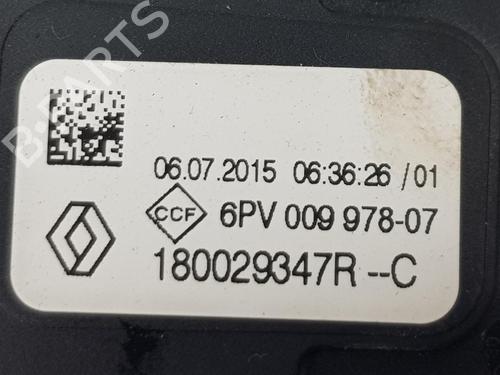 B-PARTS
06.07.2015 06:36:26 /01
CCF 6PV 009 978-07
180029347R --C